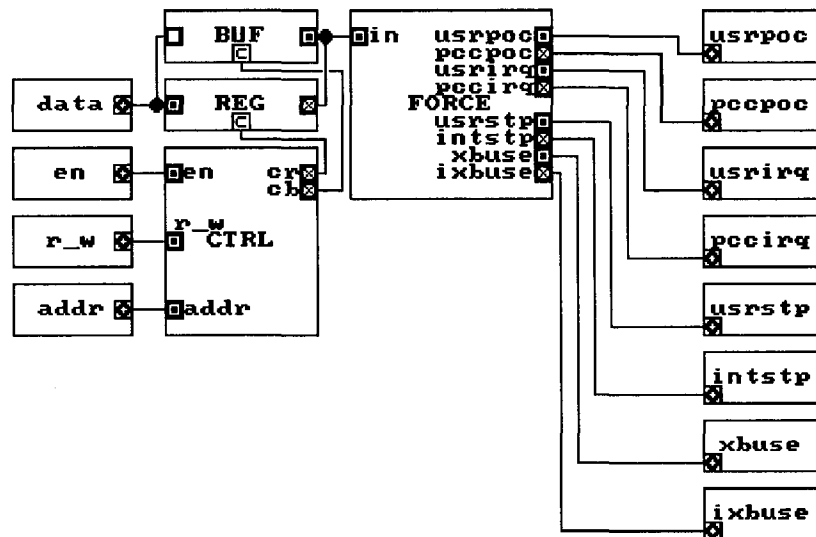 BUF
in
usrpoc
usrpoc
pccpoc
usrirq
pccirq
data
REG
FORCE
pccpoc
usrstp
intstp
en
en
cr
xbuse
usrirq
cb
ixbuse
r_w
r_w
CTRL
pccirq
addr
addr
usrstp
intstp
xbuse
ixbuse
C
C